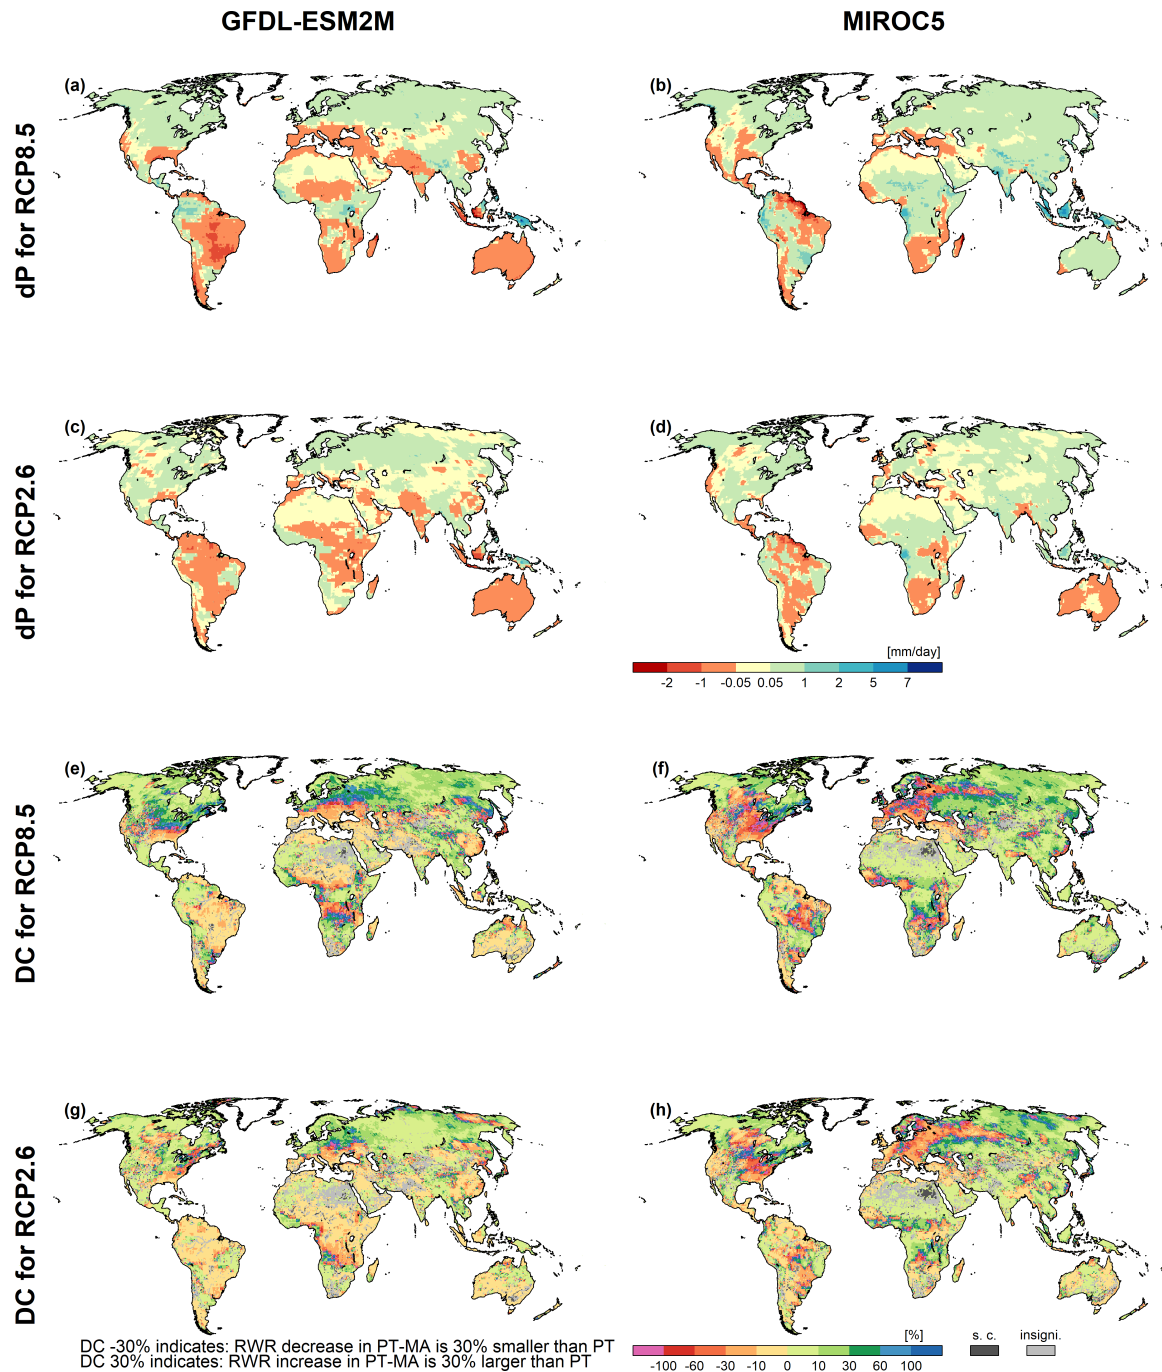 GFDL-ESM2M
MIROC5
dP for RCP8.5
(a)
(b)
dP for RCP2.6
(c)
(d)
[mm/day]
-2 -1 -0.05 0.05 1 2 5 7
DC for RCP8.5
(e)
(f)
DC for RCP2.6
(g)
(h)
DC -30% indicates: RWR decrease in PT-MA is 30% smaller than PT
DC 30% indicates: RWR increase in PT-MA is 30% larger than PT
[%] s. c. insigni.
-100 -60 -30 -10 0 10 30 60 100